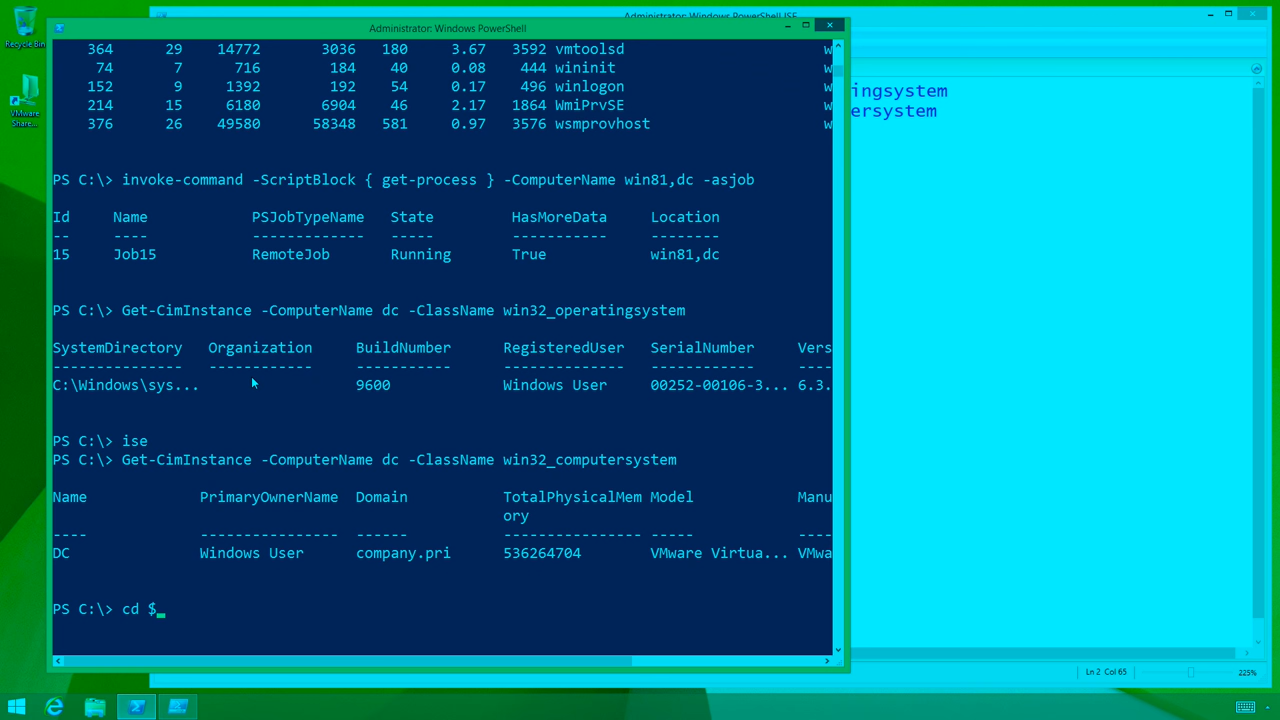 Recycle Bin
VMware
Share...
Administrator: Windows PowerShell ISE
Administrator: Windows PowerShell
364 29 14772 3036 180 3.67 3592 vmtoolsd w
74 7 716 184 40 0.08 444 wininit w
152 9 1392 192 54 0.17 496 winlogon w
214 15 6180 6904 46 2.17 1864 WmiPrvSE w
376 26 49580 58348 581 0.97 3576 wsmprovhost w
PS C:\> invoke-command -ScriptBlock { get-process } -ComputerName win81,dc -asjob
Id Name PSJobTypeName State HasMoreData Location
-- ---- ------------- ----- ----------- --------
15 Job15 RemoteJob Running True win81,dc
PS C:\> Get-CimInstance -ComputerName dc -ClassName win32_operatingsystem
SystemDirectory Organization BuildNumber RegisteredUser SerialNumber Vers
--------------- ------------ ----------- -------------- ------------ ----
C:\Windows\sys... 9600 Windows User 00252-00106-3... 6.3.
PS C:\> ise
PS C:\> Get-CimInstance -ComputerName dc -ClassName win32_computersystem
Name PrimaryOwnerName Domain TotalPhysicalMem Model Manu
ory
---- ---------------- ------ ---------------- ----- ----
DC Windows User company.pri 536264704 VMware Virtua... VMwa
PS C:\> cd $_
ingsystem
ersystem
Ln 2 Col 65
225%